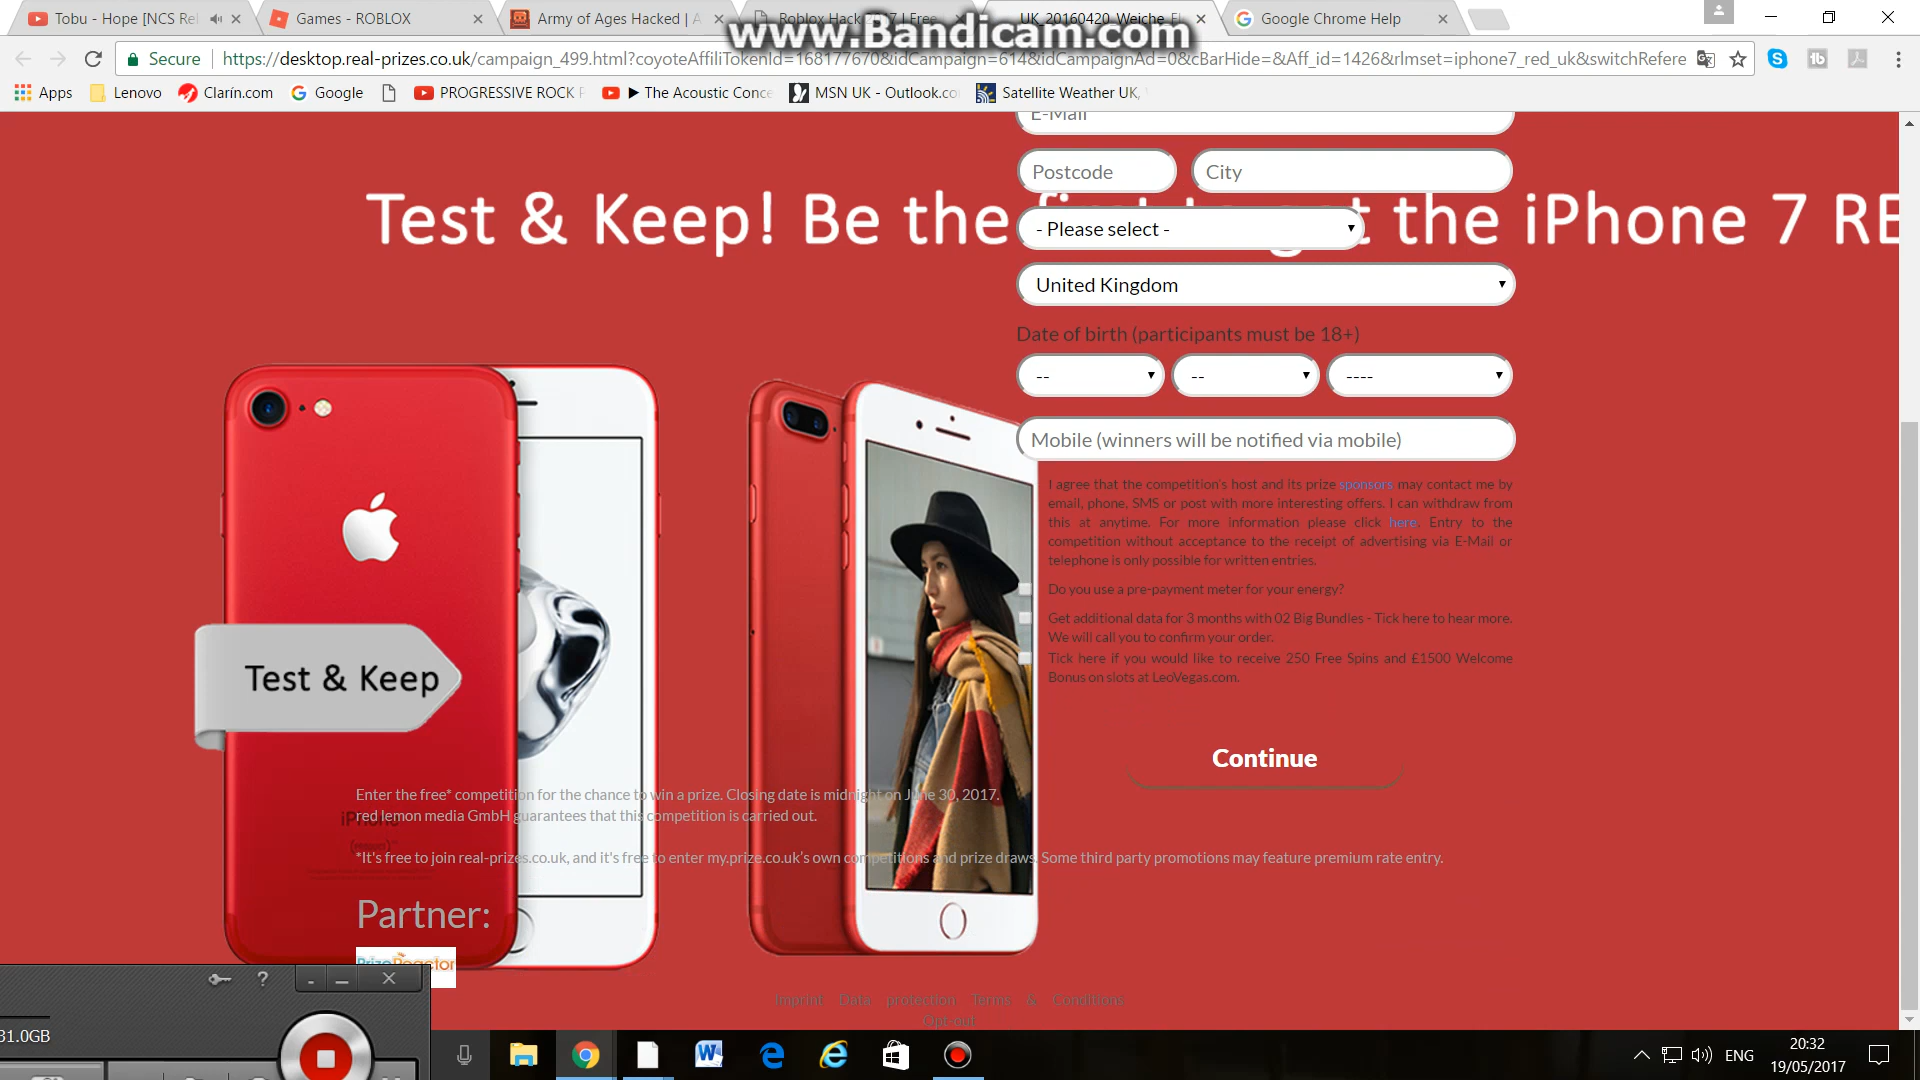 Tobu - Hope [NCS Rel
Games - ROBLOX
Army of Ages Hacked | A
Roblox Hack 2017 | Free
UK_20160420_Weiche_Fl
Google Chrome Help
www.Bandicam.com
Secure
https://desktop.real-prizes.co.uk/campaign_499.html?coyoteAffiliTokenId=168177670&idCampaign=614&idCampaignAd=0&cBarHide=&Aff_id=1426&rlmset=iphone7_red_uk&switchRefere
Apps
Lenovo
Clarín.com
Google
PROGRESSIVE ROCK
▶ The Acoustic Conce
MSN UK - Outlook.co
Satellite Weather UK,
E-Mail
Postcode
City
Test & Keep! Be the first to get the iPhone 7 RE
- Please select -
United Kingdom
Date of birth (participants must be 18+)
--
--
----
Mobile (winners will be notified via mobile)
I agree that the competition's host and its prize sponsors may contact me by
email, phone, SMS or post with more interesting offers. I can withdraw from
this at anytime. For more information please click here. Entry to the
competition without acceptance to the receipt of advertising via E-Mail or
telephone is only possible for written entries.
Do you use a pre-payment meter for your energy?
Get additional data for 3 months with 02 Big Bundles - Tick here to hear more.
We will call you to confirm your order.
Tick here if you would like to receive 250 Free Spins and £1500 Welcome
Bonus on slots at LeoVegas.com.
Test & Keep
Continue
Enter the free* competition for the chance to win a prize. Closing date is midnight on June 30, 2017.
red lemon media GmbH guarantees that this competition is carried out.
iPhone
*It's free to join real-prizes.co.uk, and it's free to enter my.prize.co.uk's own competitions and prize draws. Some third party promotions may feature premium rate entry.
Partner:
PrizeReactor
Imprint Data protection Terms & Conditions
Opt-out
31.0GB
ENG
20:32
19/05/2017